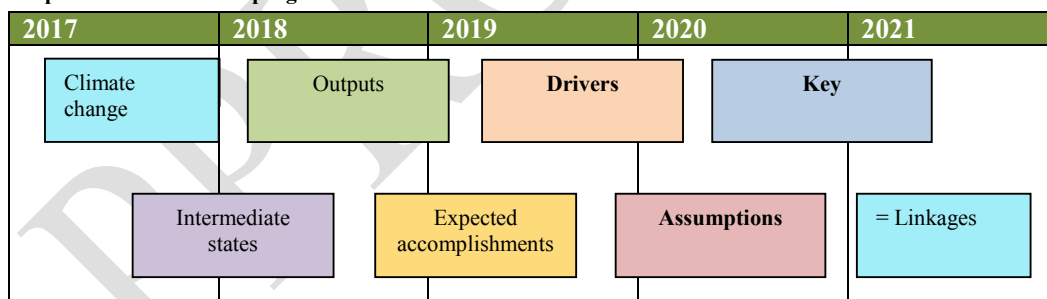 2017 2018 2019 2020 2021
Climate
change
Outputs
Drivers
Key
Intermediate
states
Expected
accomplishments
Assumptions
= Linkages